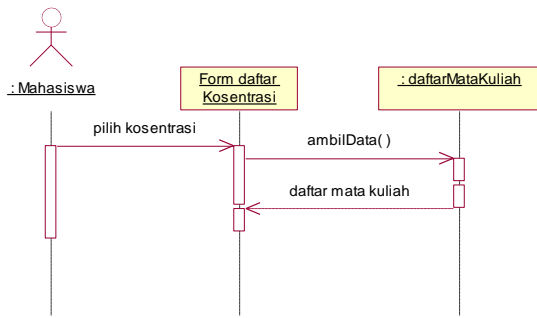 : Mahasiswa
Form daftar
Kosentrasi
: daftarMataKuliah
pilih kosentrasi
ambilData( )
daftar mata kuliah